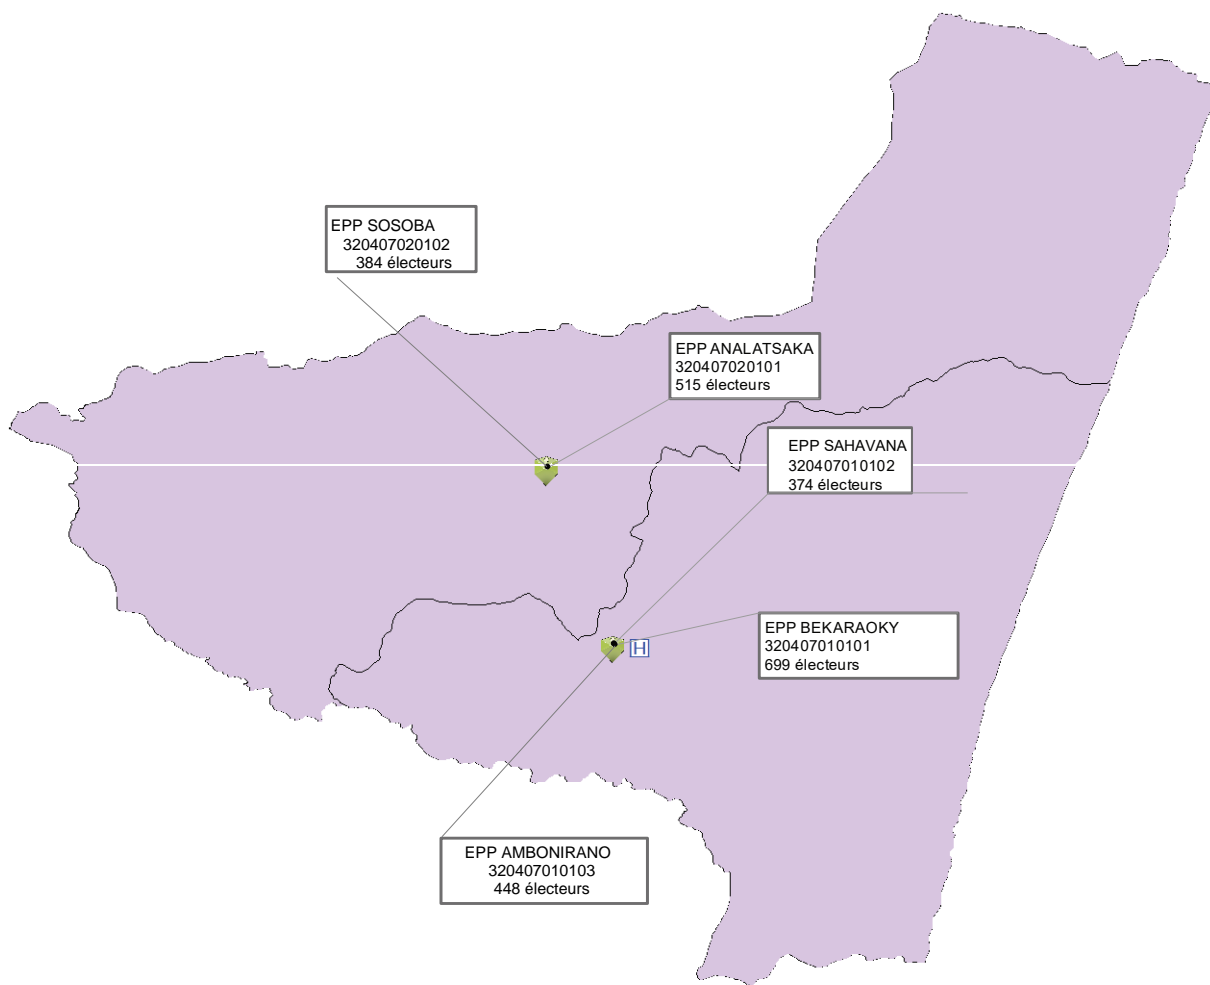 EPP SOSOBA
320407020102
384 électeurs
EPP ANALATSAKA
320407020101
515 électeurs
EPP SAHAVANA
320407010102
374 électeurs
EPP BEKARAOKY
320407010101
699 électeurs
H
EPP AMBONIRANO
320407010103
448 électeurs